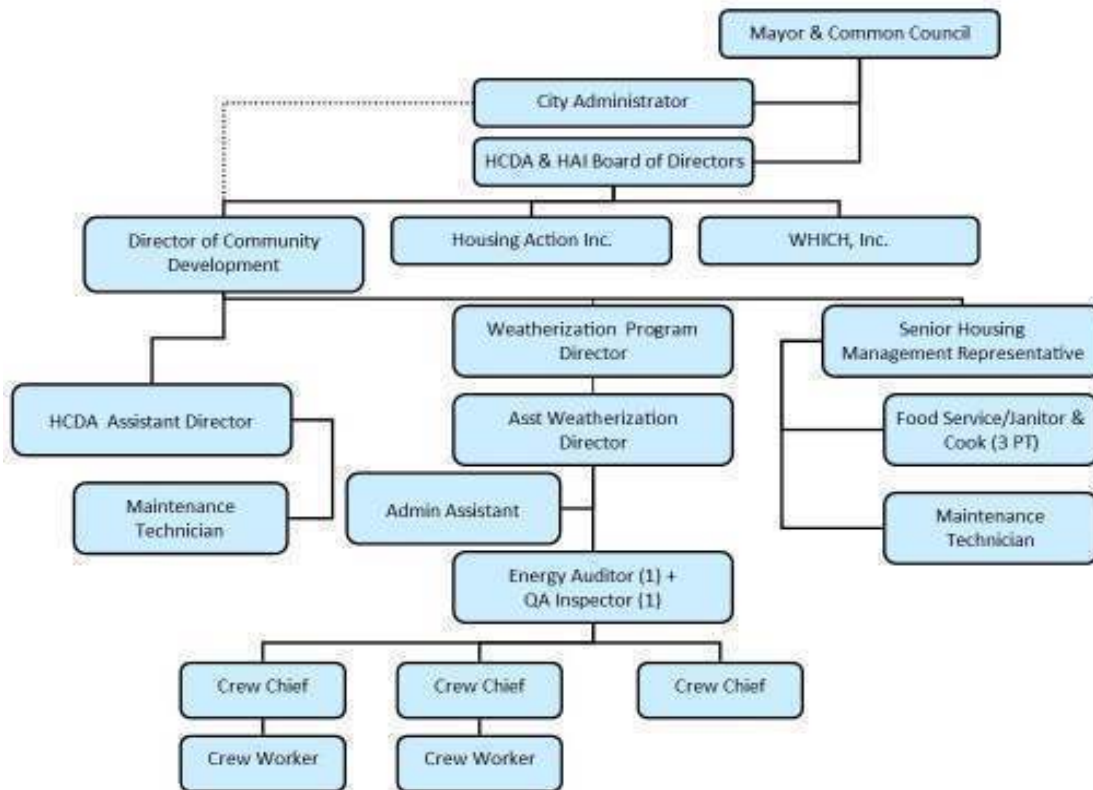 Mayor & Common Council
City Administrator
HCDA & HAI Board of Directors
Director of Community
Development
Housing Action Inc.
WHICH, Inc.
Weatherization Program
Director
Senior Housing
Management Representative
HCDA Assistant Director
Asst Weatherization
Director
Food Service/Janitor &
Cook (3 PT)
Maintenance
Technician
Admin Assistant
Maintenance
Technician
Energy Auditor (1) +
QA Inspector (1)
Crew Chief
Crew Chief
Crew Chief
Crew Worker
Crew Worker